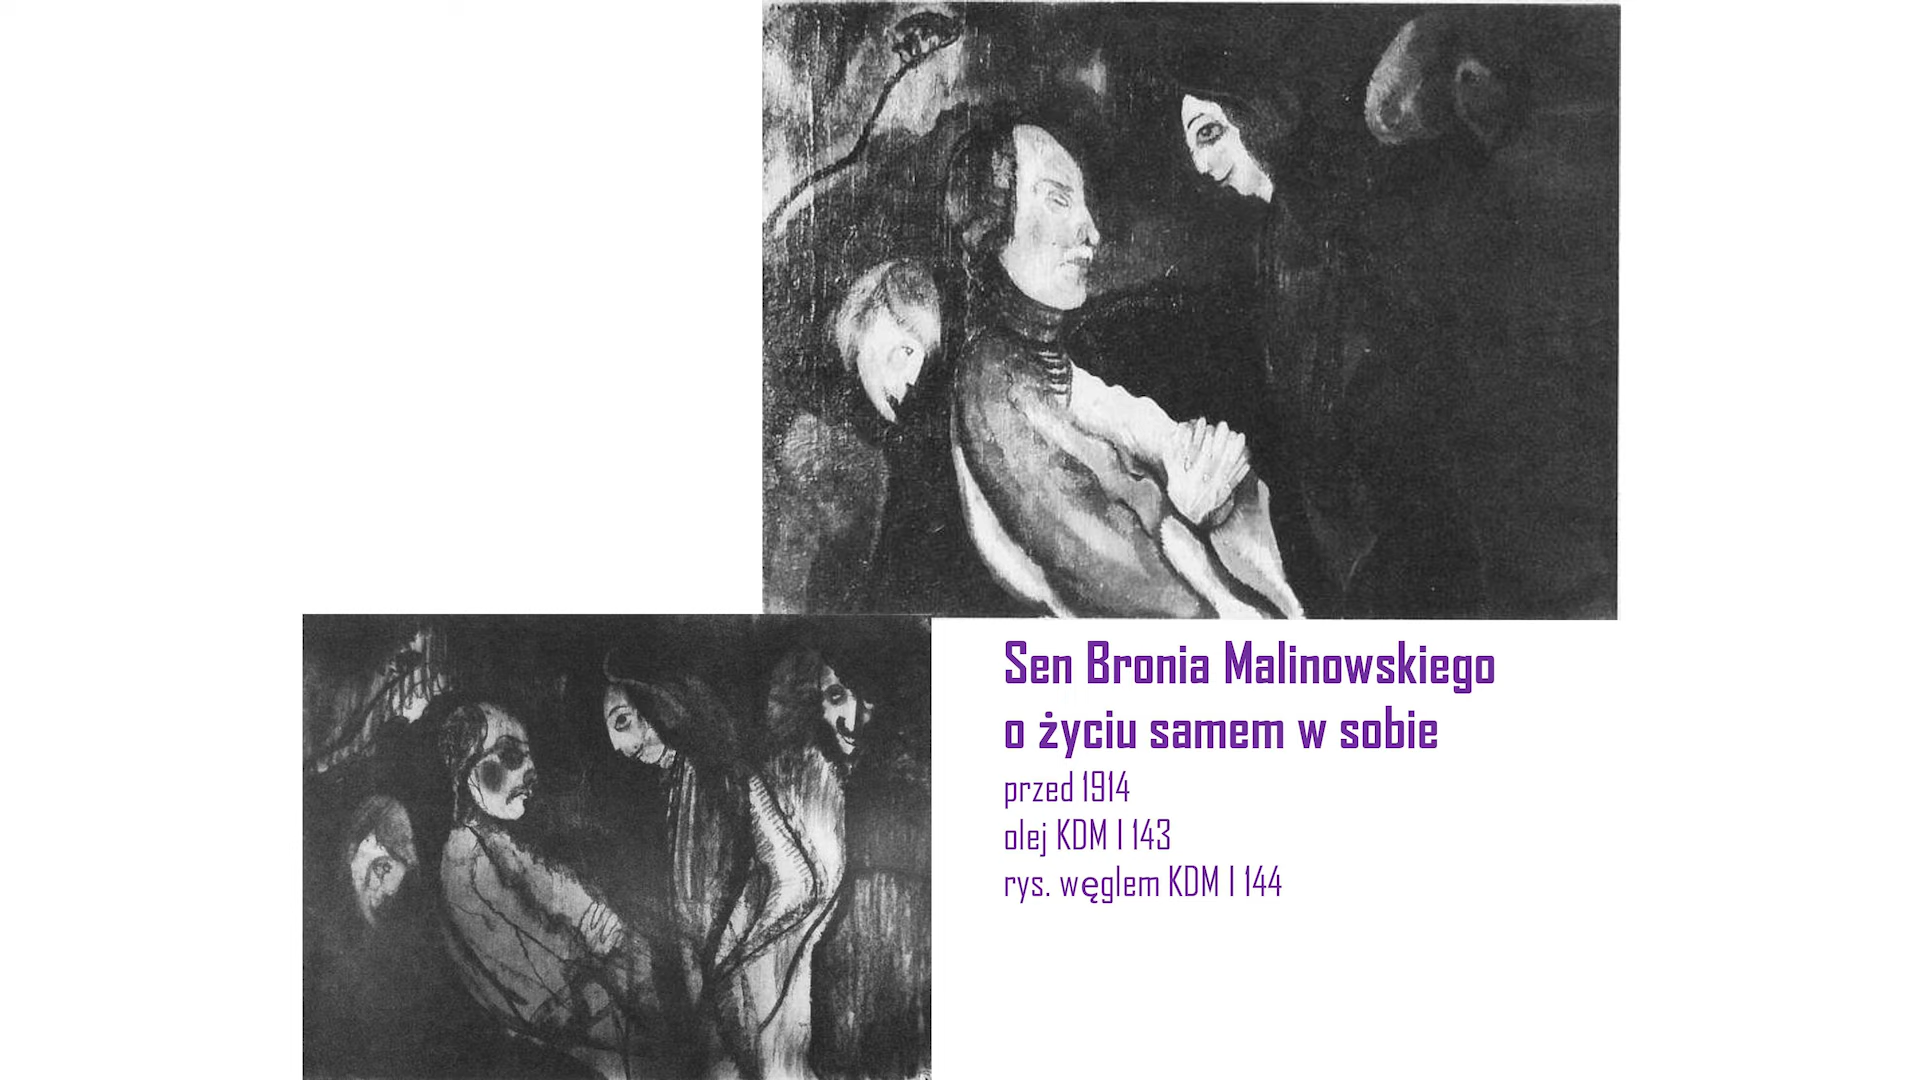 Sen Bronia Malinowskiego
o życiu samem w sobie
przed 1914
olej KDM I 143
rys. węglem KDM I 144